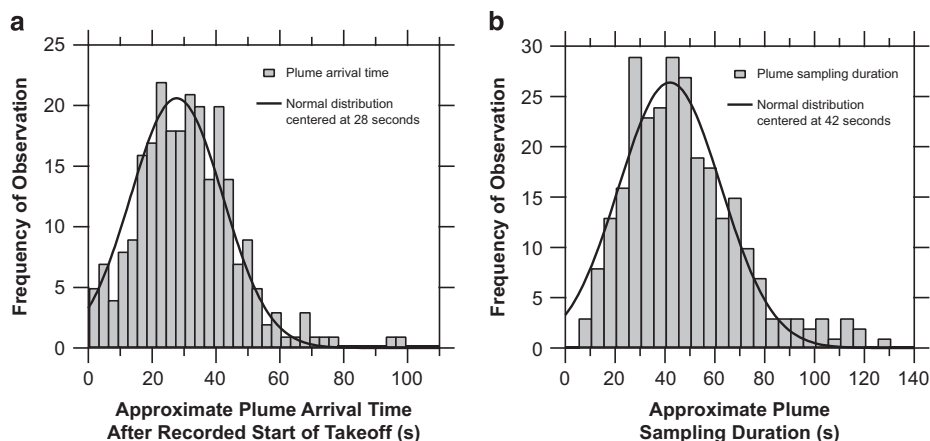 a
25
20
15
10
5
0
Frequency of Observation
Plume arrival time
Normal distribution
centered at 28 seconds
0 20 40 60 80 100
Approximate Plume Arrival Time
After Recorded Start of Takeoff (s)
b
30
25
20
15
10
5
0
Frequency of Observation
Plume sampling duration
Normal distribution
centered at 42 seconds
0 20 40 60 80 100 120 140
Approximate Plume
Sampling Duration (s)